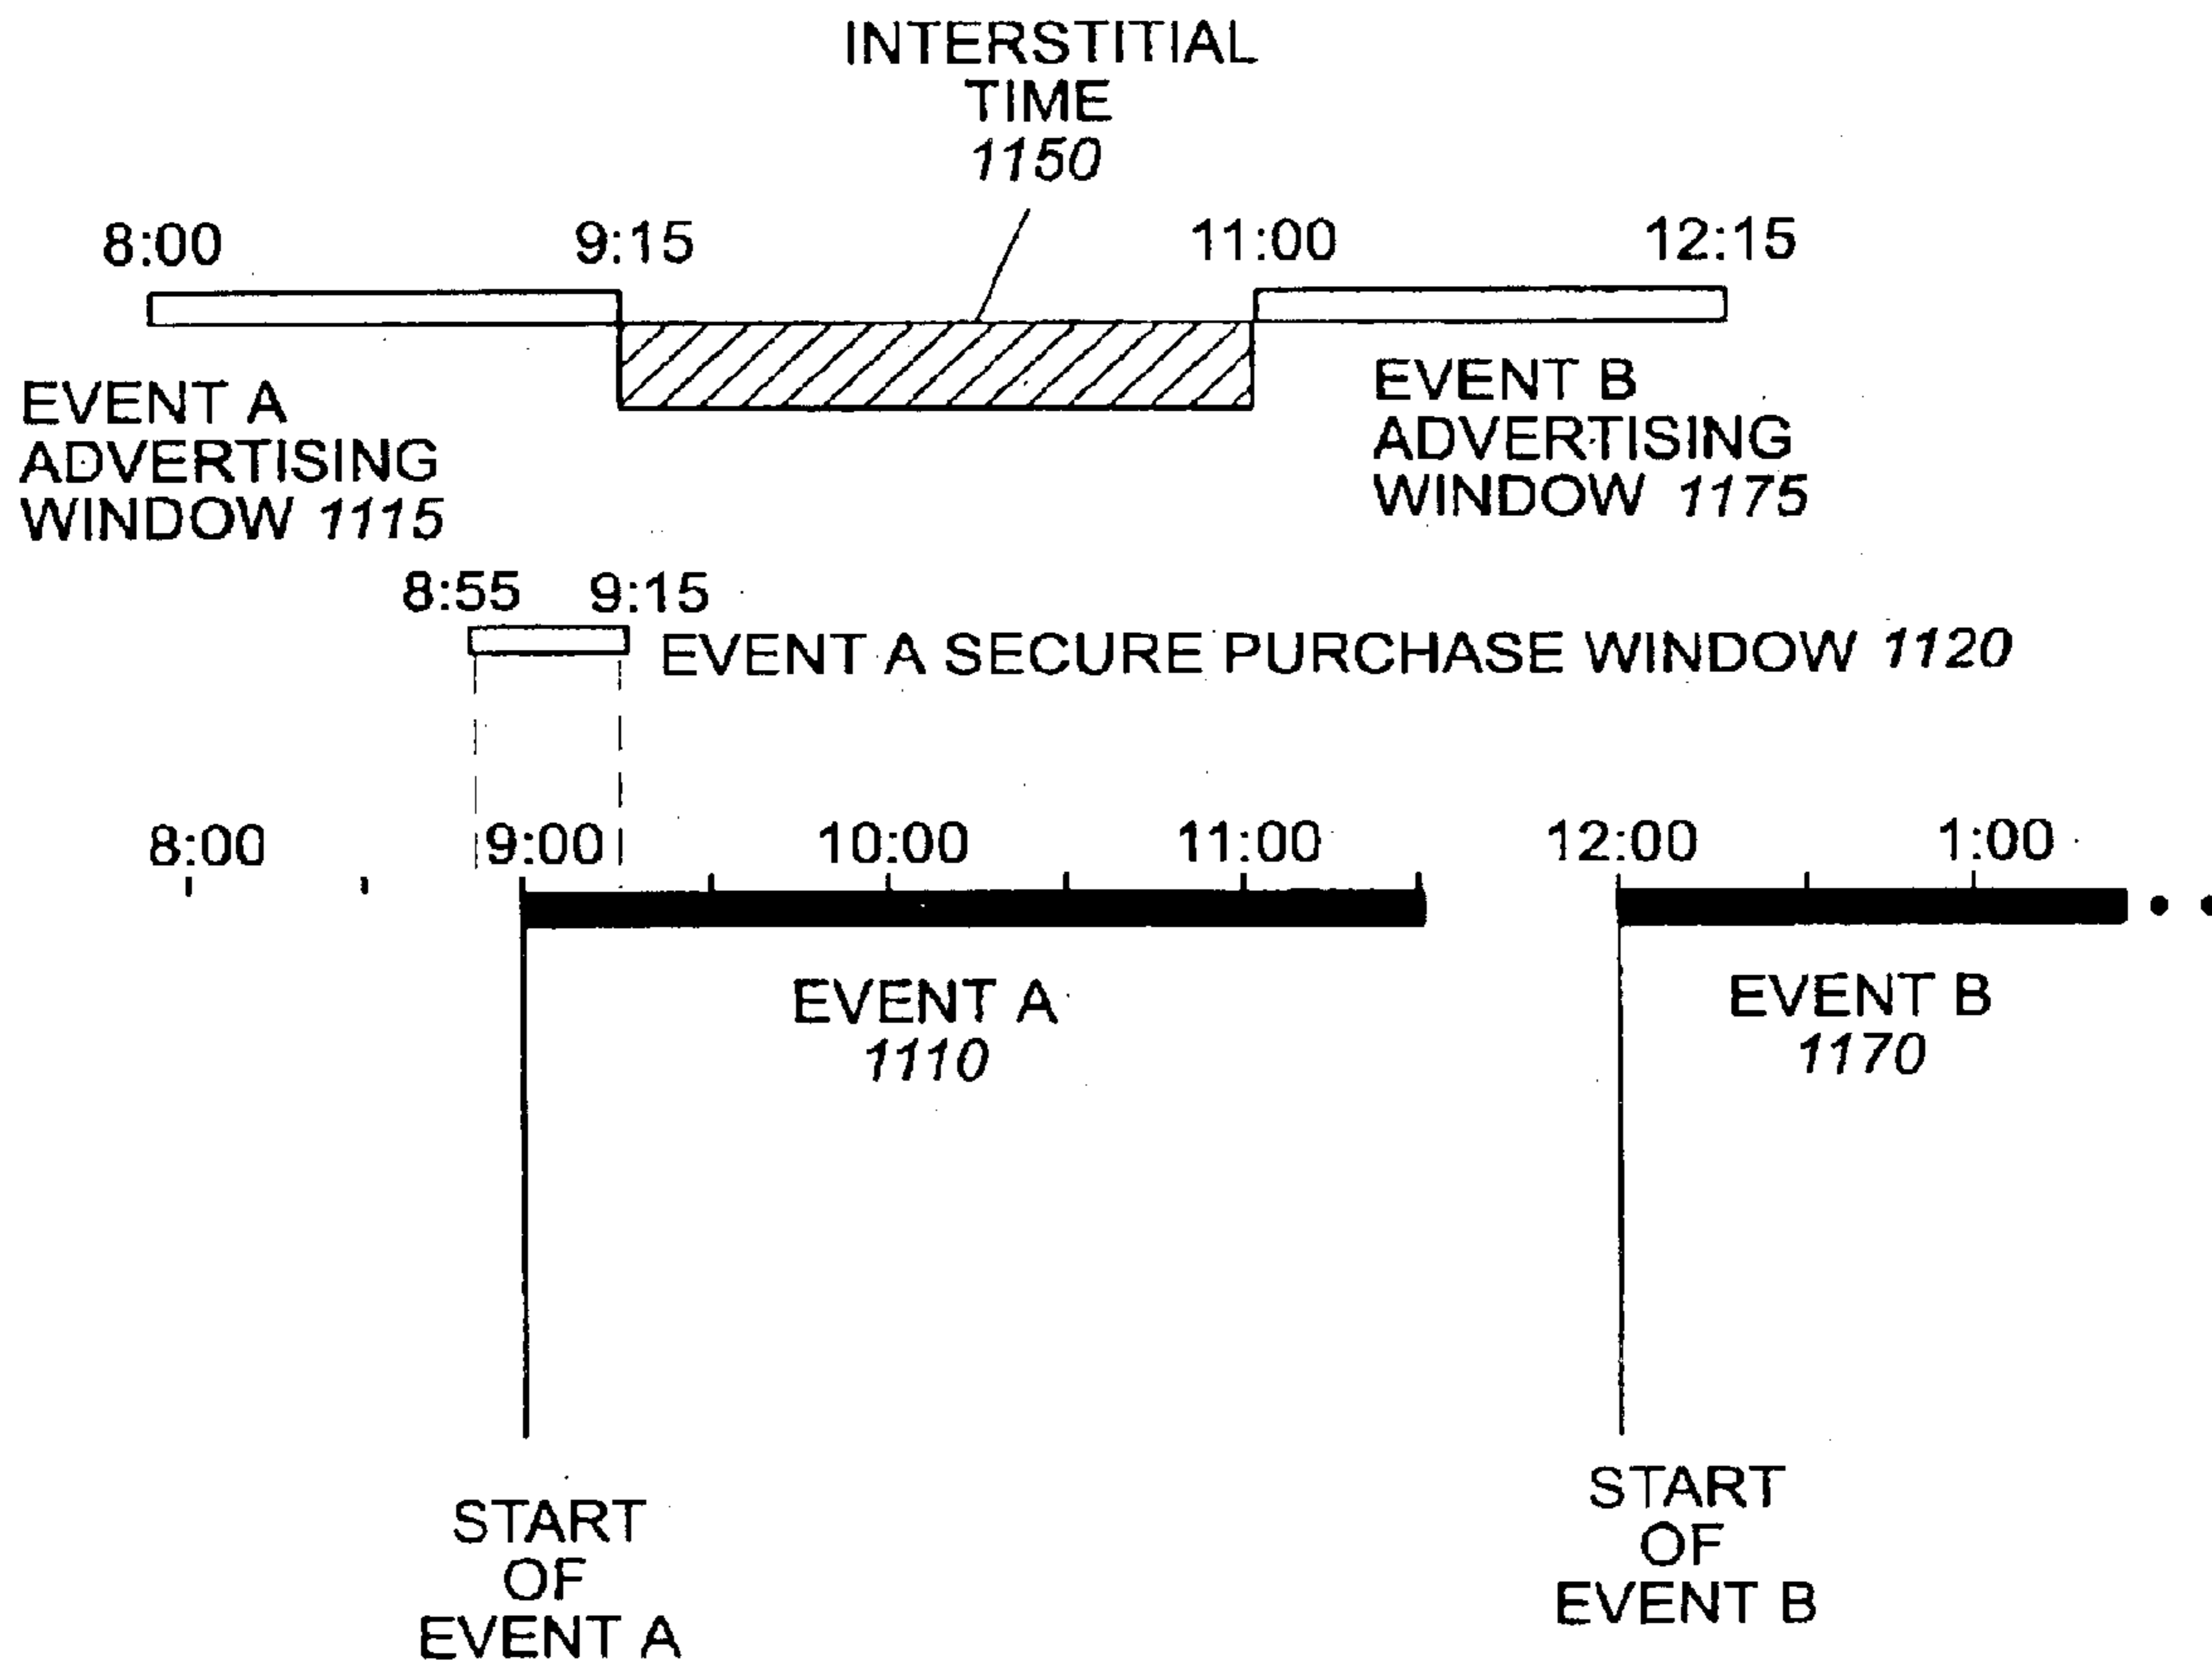 INTERSTITIAL
TIME
1150
8:00
9:15
11:00
12:15
EVENT A
ADVERTISING
WINDOW 1115
EVENT B
ADVERTISING
WINDOW 1175
8:55
9:15
EVENT A SECURE PURCHASE WINDOW 1120
8:00
9:00
10:00
11:00
12:00
1:00
EVENT A
1110
EVENT B
1170
START
OF
EVENT A
START
OF
EVENT B